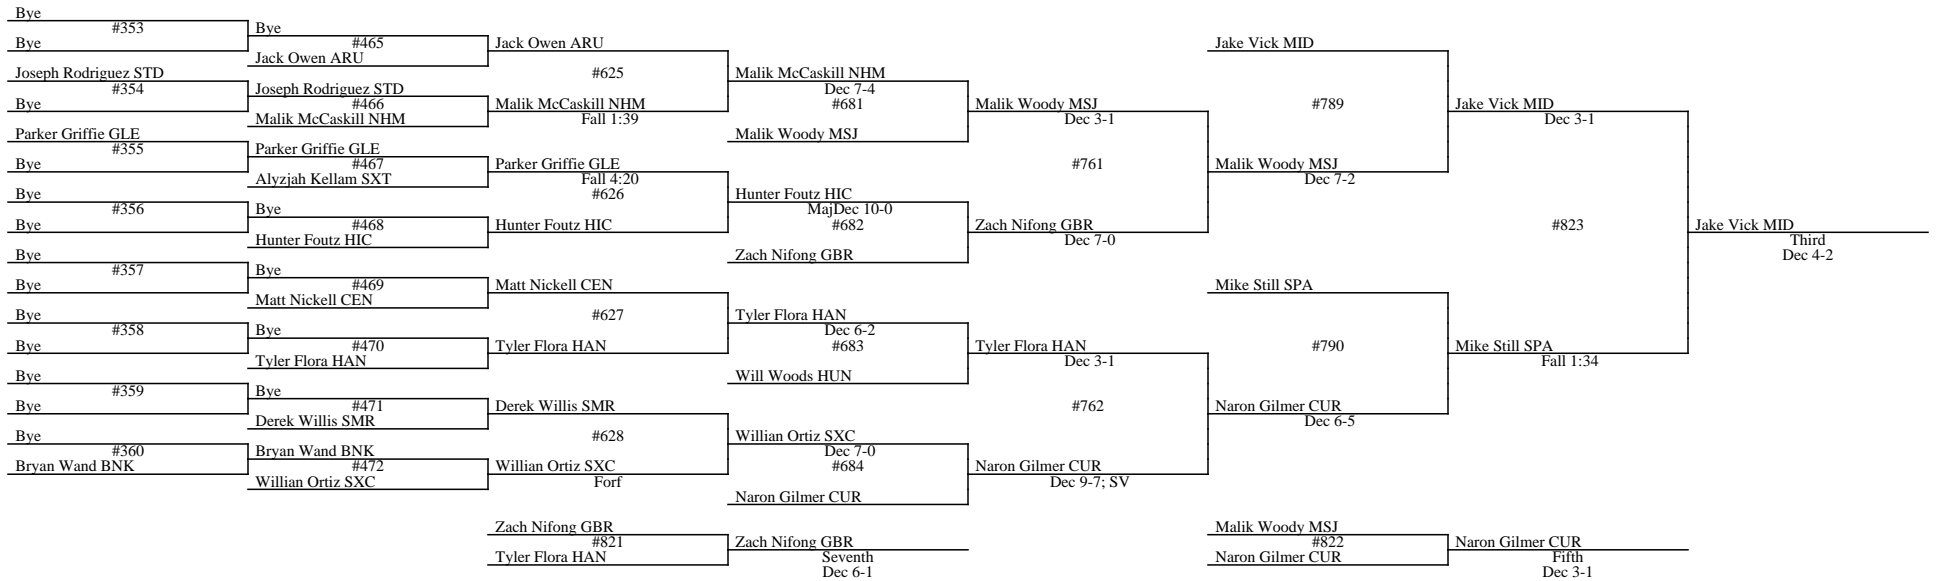 Bye
#353
Bye
Joseph Rodriguez STD
#354
Bye
Parker Griffie GLE
#355
Bye
Bye
#356
Bye
Bye
#357
Bye
Bye
#358
Bye
Bye
#359
Bye
Bye
#360
Bryan Wand BNK
Bye
#465
Jack Owen ARU
Joseph Rodriguez STD
#466
Malik McCaskill NHM
Parker Griffie GLE
#467
Alyzjah Kellam SXT
Bye
#468
Hunter Foutz HIC
Bye
#469
Matt Nickell CEN
Bye
#470
Tyler Flora HAN
Bye
#471
Derek Willis SMR
Bryan Wand BNK
#472
Willian Ortiz SXC
Jack Owen ARU
#625
Malik McCaskill NHM
Fall 1:39
Parker Griffie GLE
Fall 4:20
#626
Hunter Foutz HIC
Matt Nickell CEN
#627
Tyler Flora HAN
Derek Willis SMR
#628
Willian Ortiz SXC
Forf
Malik McCaskill NHM
Dec 7-4
#681
Malik Woody MSJ
Hunter Foutz HIC
MajDec 10-0
#682
Zach Nifong GBR
Tyler Flora HAN
Dec 6-2
#683
Will Woods HUN
Willian Ortiz SXC
Dec 7-0
#684
Naron Gilmer CUR
Malik Woody MSJ
Dec 3-1
#761
Zach Nifong GBR
Dec 7-0
Tyler Flora HAN
Dec 3-1
#762
Naron Gilmer CUR
Dec 9-7; SV
Jake Vick MID
#789
Malik Woody MSJ
Dec 7-2
Mike Still SPA
#790
Naron Gilmer CUR
Dec 6-5
Jake Vick MID
Dec 3-1
#823
Mike Still SPA
Fall 1:34
Jake Vick MID
Third
Dec 4-2
Zach Nifong GBR
#821
Tyler Flora HAN
Zach Nifong GBR
Seventh
Dec 6-1
Malik Woody MSJ
#822
Naron Gilmer CUR
Naron Gilmer CUR
Fifth
Dec 3-1